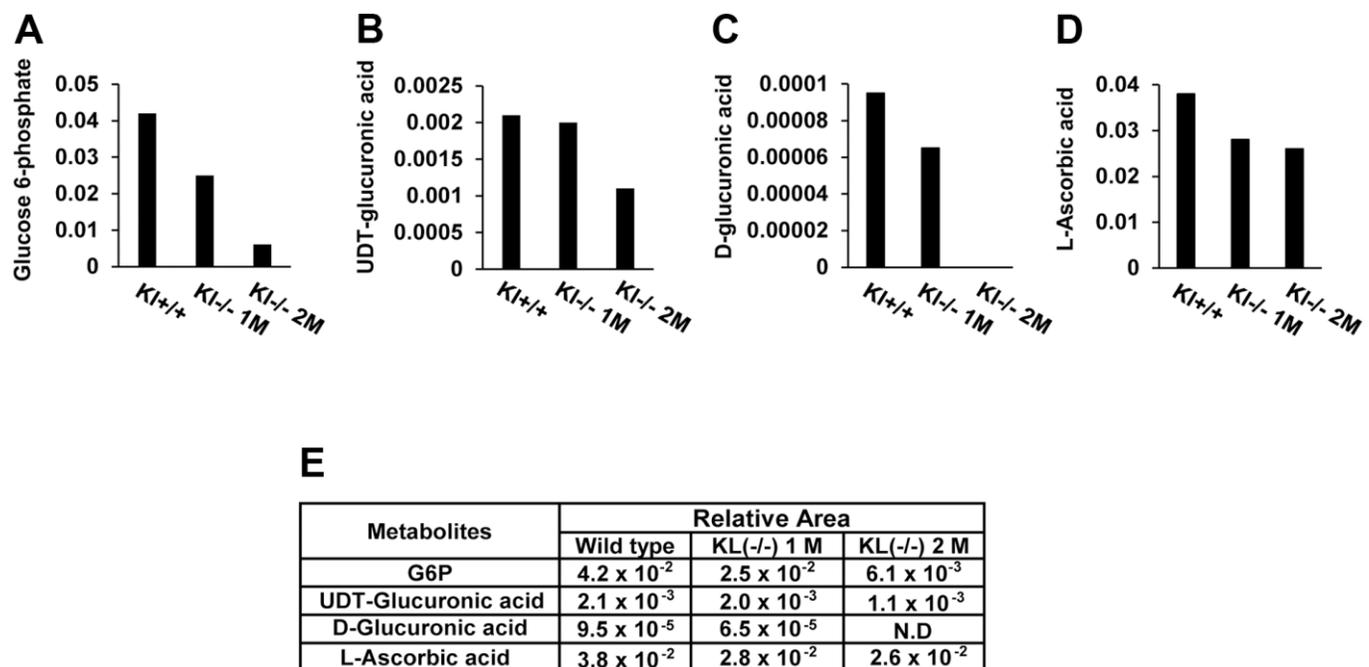 A
Glucose 6-phosphate
0.05
0.04
0.03
0.02
0.01
0
Kl+/+
Kl-/- 1M
Kl-/- 2M
B
UDT-glucuronic acid
0.0025
0.002
0.0015
0.001
0.0005
0
Kl+/+
Kl-/- 1M
Kl-/- 2M
C
D-glucuronic acid
0.0001
0.00008
0.00006
0.00004
0.00002
0
Kl+/+
Kl-/- 1M
Kl-/- 2M
D
L-Ascorbic acid
0.04
0.03
0.02
0.01
0
Kl+/+
Kl-/- 1M
Kl-/- 2M
E
Metabolites Relative Area
Wild type KL(-/-) 1 M KL(-/-) 2 M
G6P 4.2 x 10⁻² 2.5 x 10⁻² 6.1 x 10⁻³
UDT-Glucuronic acid 2.1 x 10⁻³ 2.0 x 10⁻³ 1.1 x 10⁻³
D-Glucuronic acid 9.5 x 10⁻⁵ 6.5 x 10⁻⁵ N.D
L-Ascorbic acid 3.8 x 10⁻² 2.8 x 10⁻² 2.6 x 10⁻²